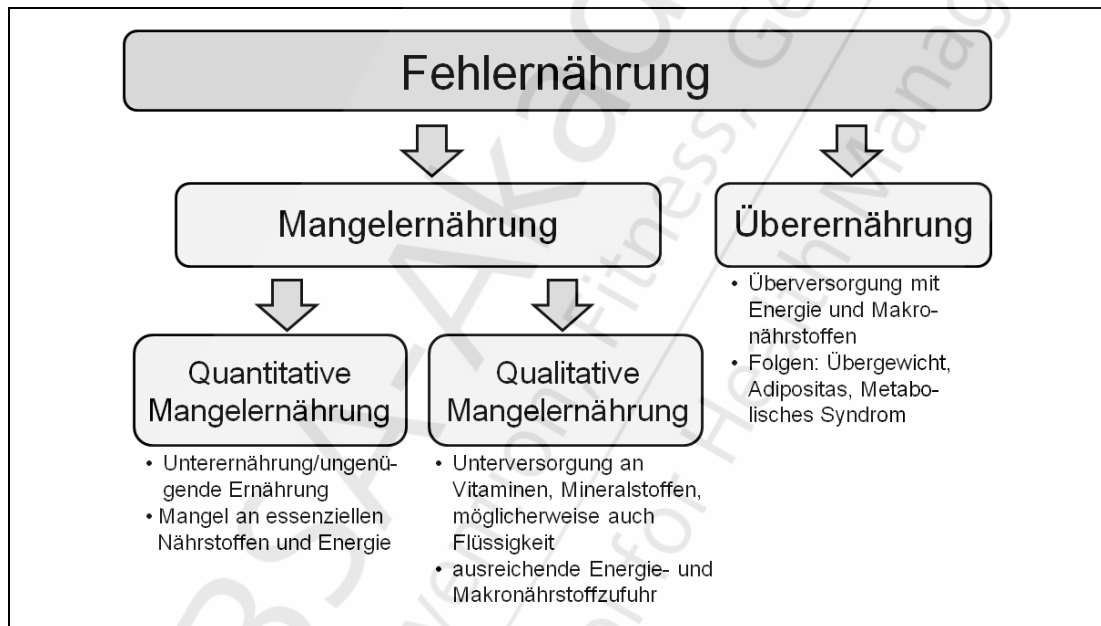 Fehlernährung
Mangelernährung
Überernährung
• Überversorgung mit
Energie und Makro-
nährstoffen
• Folgen: Übergewicht,
Adipositas, Metabo-
lisches Syndrom
Quantitative
Mangelernährung
• Unterernährung/ungenü-
gende Ernährung
• Mangel an essenziellen
Nährstoffen und Energie
Qualitative
Mangelernährung
• Unterversorgung an
Vitaminen, Mineralstoffen,
möglicherweise auch
Flüssigkeit
• ausreichende Energie- und
Makronährstoffzufuhr